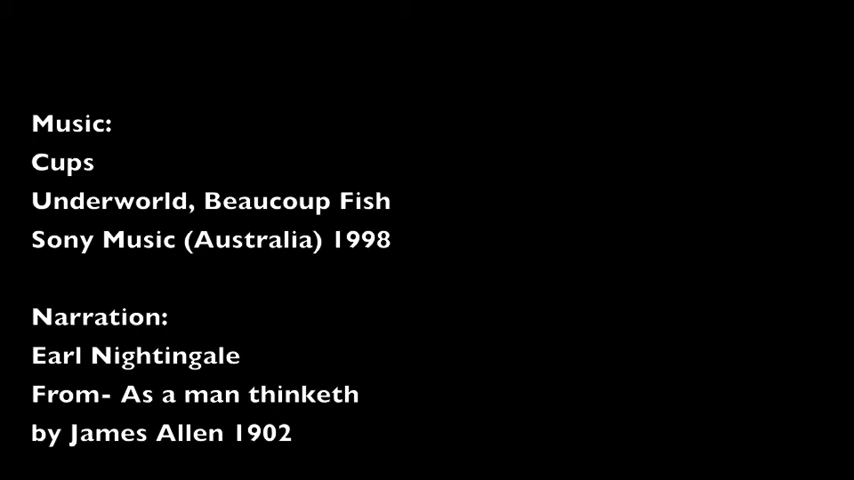 Music:
Cups
Underworld, Beaucoup Fish
Sony Music (Australia) 1998
Narration:
Earl Nightingale
From- As a man thinketh
by James Allen 1902